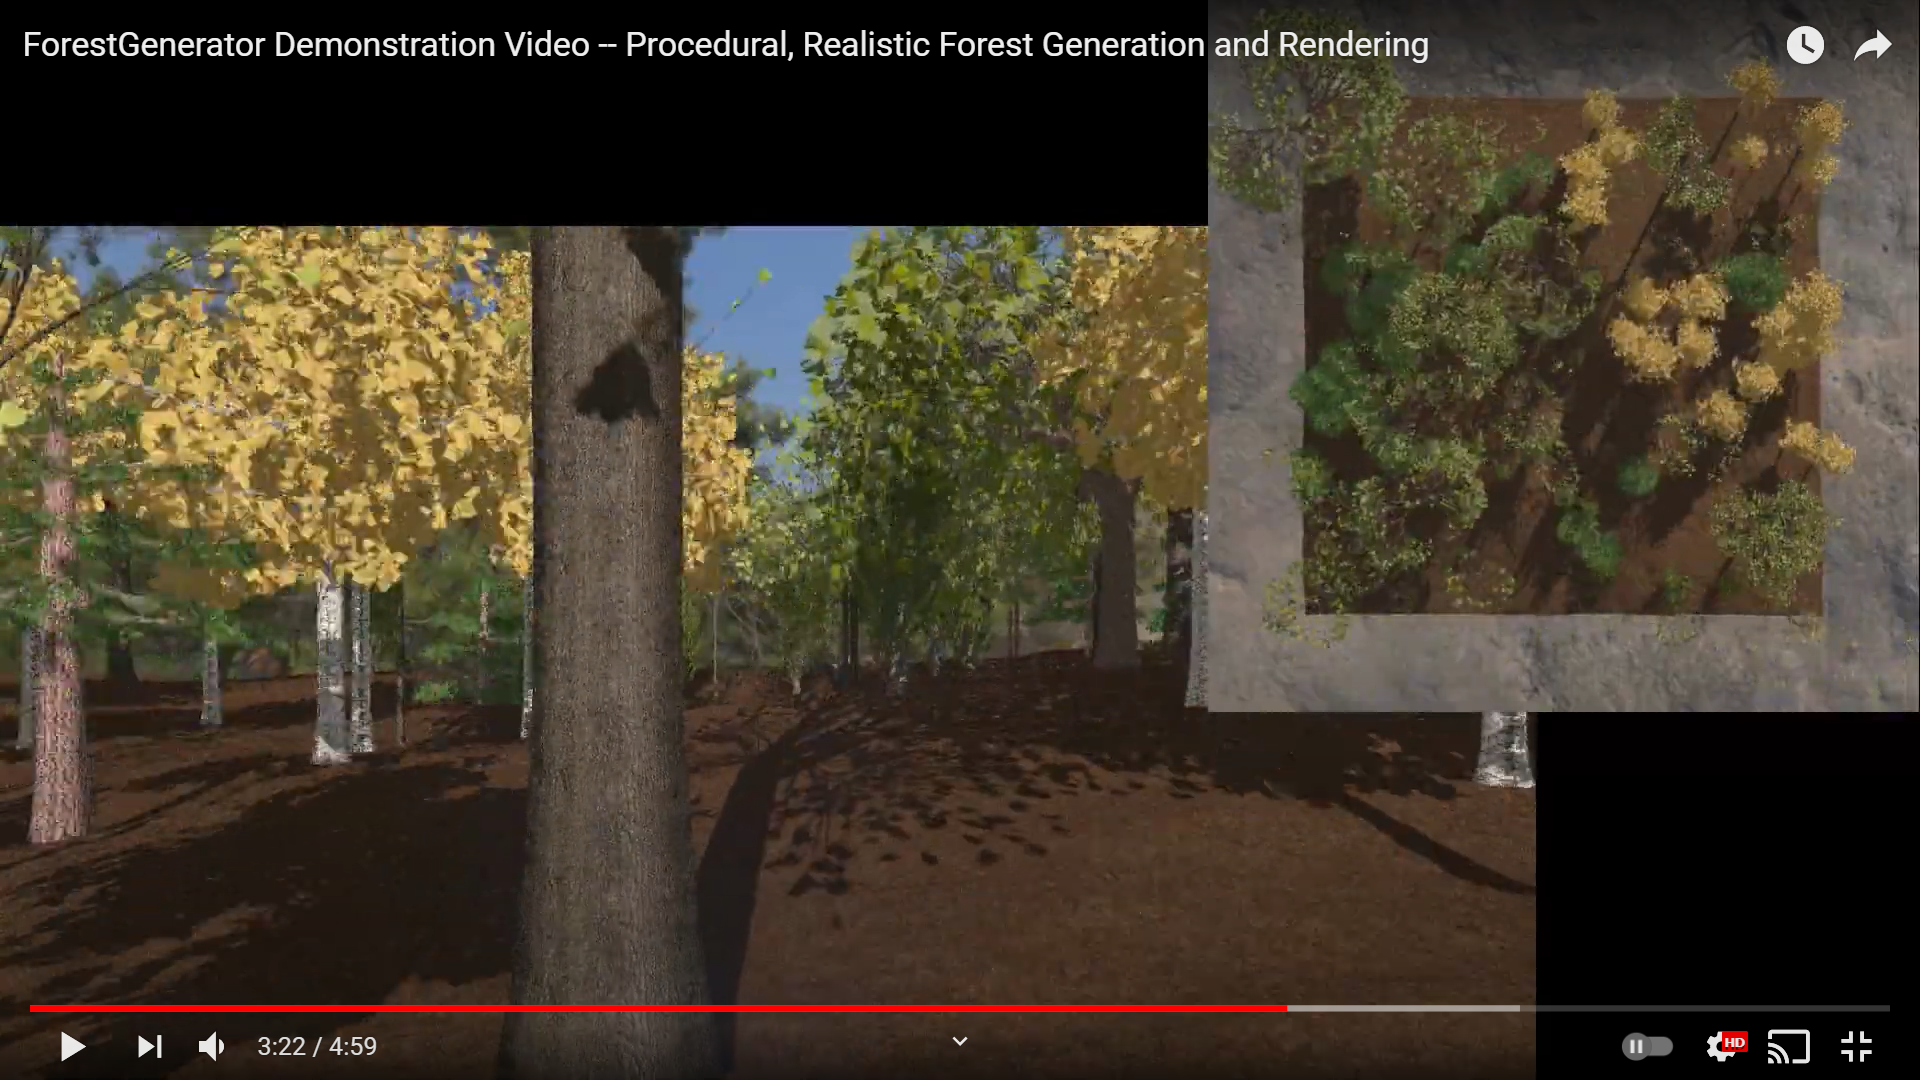 ForestGenerator Demonstration Video -- Procedural, Realistic Forest Generation and Rendering
3:22 / 4:59
HD